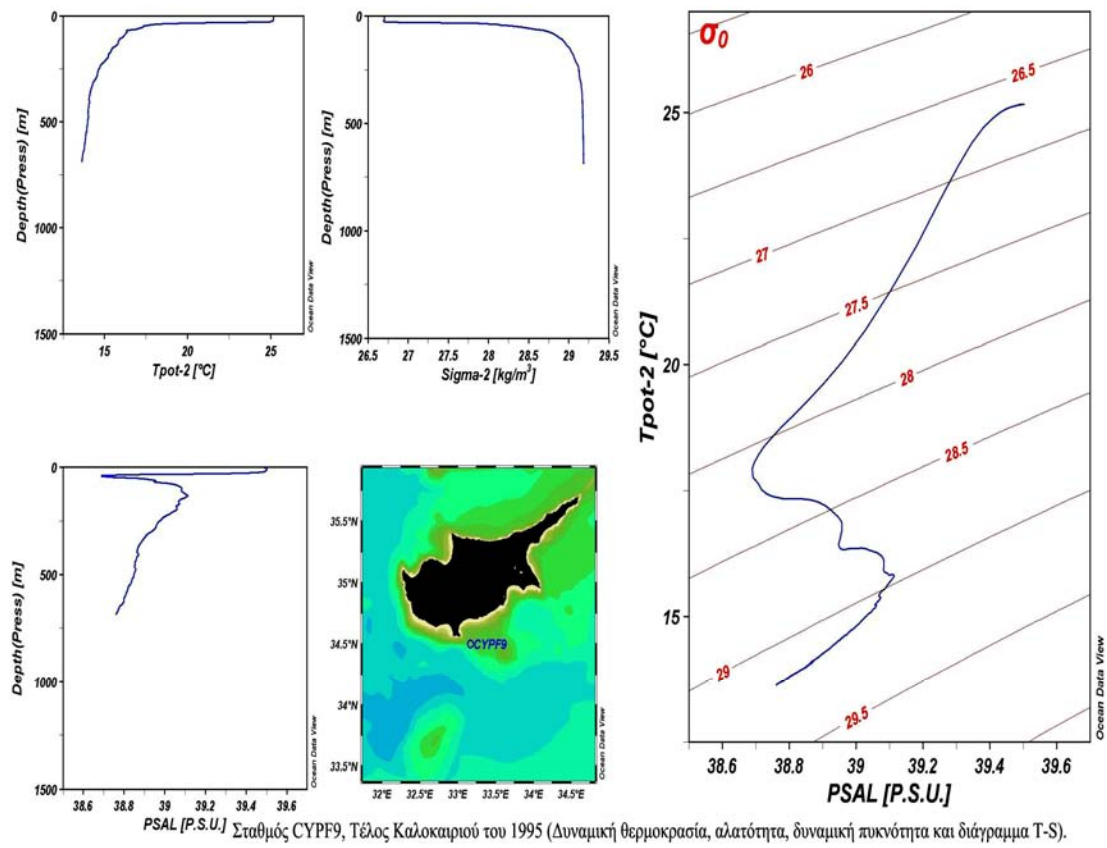 0
500
1000
1500
Depth(Press) [m]
15
20
25
Tpot-2 [°C]
Ocean Data View
0
500
1000
1500
Depth(Press) [m]
26.5
27
27.5
28
28.5
29
29.5
Sigma-2 [kg/m³]
Ocean Data View
σ₀
26
26.5
27
27.5
28
28.5
29
29.5
25
20
15
Tpot-2 [°C]
38.6
38.8
39
39.2
39.4
39.6
PSAL [P.S.U.]
Ocean Data View
0
500
1000
1500
Depth(Press) [m]
38.6
38.8
39
39.2
39.4
39.6
PSAL [P.S.U.]
Ocean Data View
35.5°N
35°N
34.5°N
34°N
33.5°N
CYPF9
32°E
32.5°E
33°E
33.5°E
34°E
34.5°E
Ocean Data View
Σταθμός CYPF9, Τέλος Καλοκαιριού του 1995 (Δυναμική θερμοκρασία, αλατότητα, δυναμική πυκνότητα και διάγραμμα T-S).